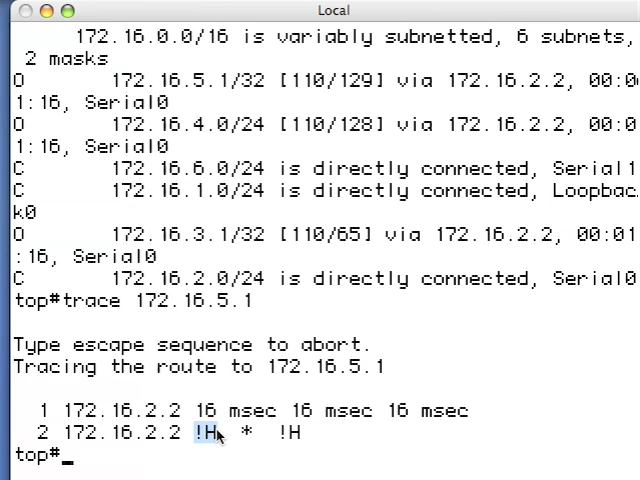 Local
172.16.0.0/16 is variably subnetted, 6 subnets,
2 masks
O 172.16.5.1/32 [110/129] via 172.16.2.2, 00:0
1:16, Serial0
O 172.16.4.0/24 [110/128] via 172.16.2.2, 00:0
1:16, Serial0
C 172.16.6.0/24 is directly connected, Serial1
C 172.16.1.0/24 is directly connected, Loopbac
k0
O 172.16.3.1/32 [110/65] via 172.16.2.2, 00:01
:16, Serial0
C 172.16.2.0/24 is directly connected, Serial0
top#trace 172.16.5.1
Type escape sequence to abort.
Tracing the route to 172.16.5.1
1 172.16.2.2 16 msec 16 msec 16 msec
2 172.16.2.2 !H * !H
top#_